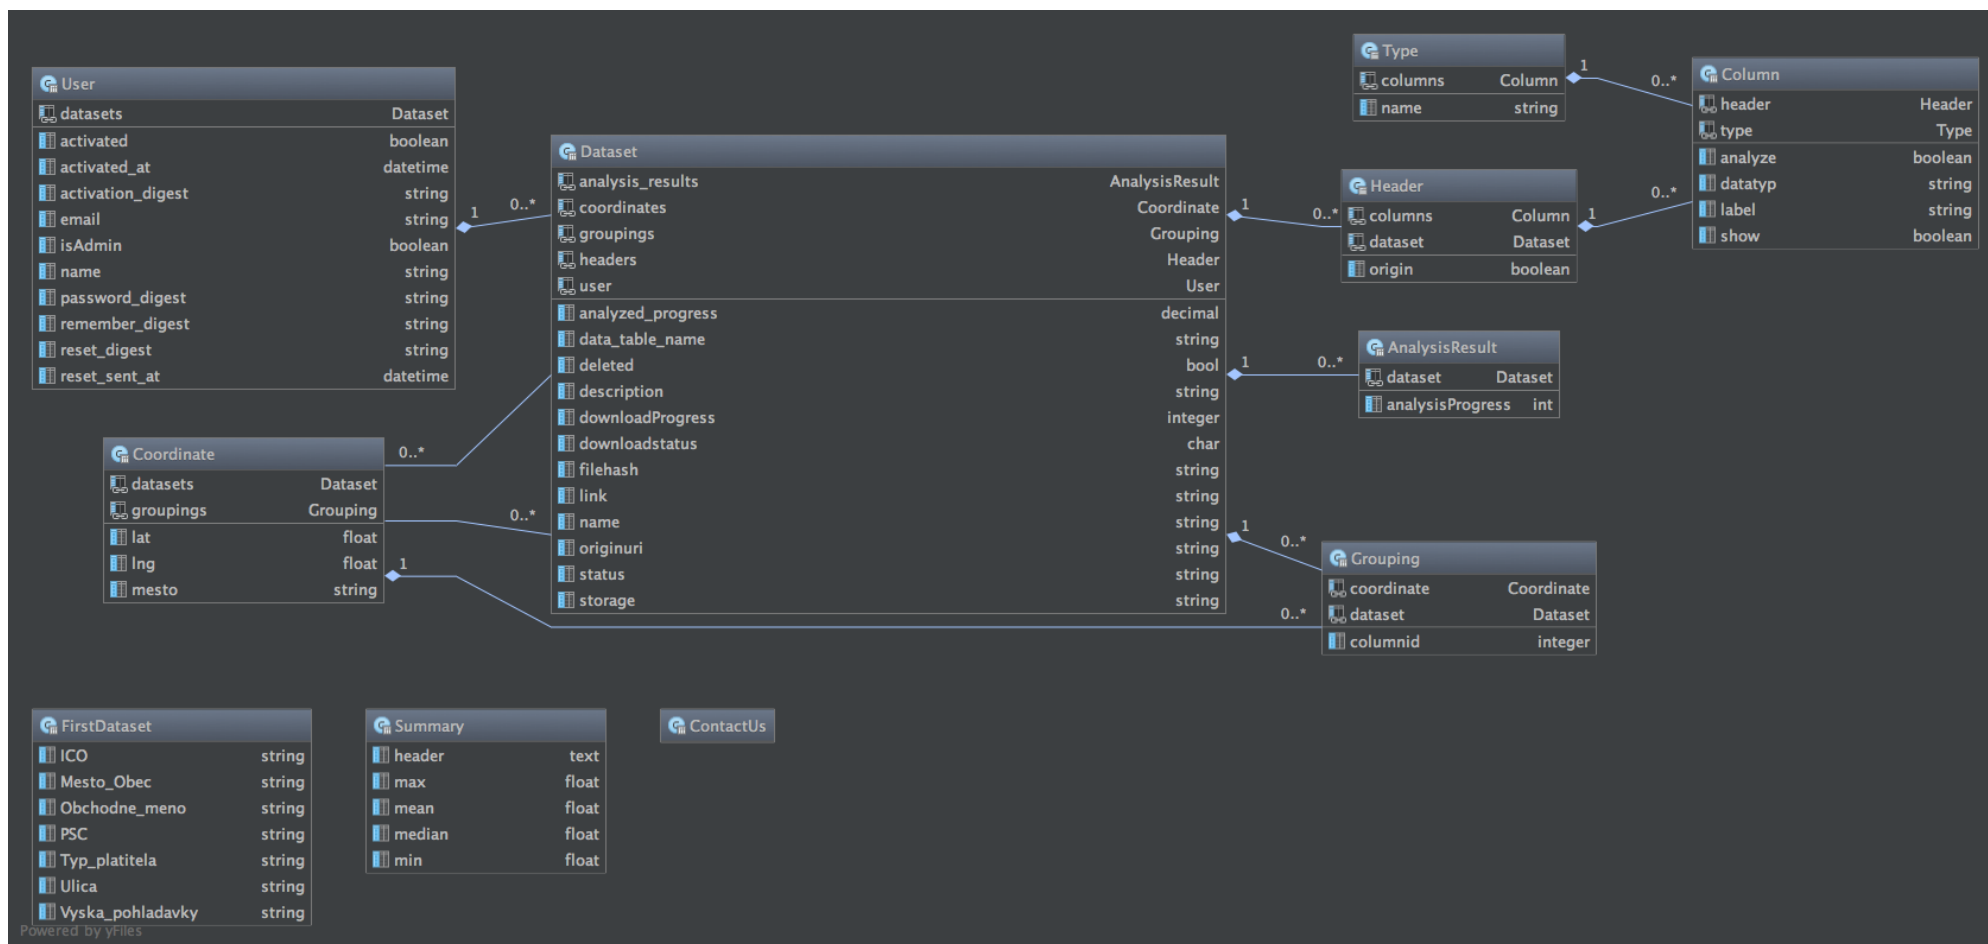 User
datasets Dataset
activated boolean
activated_at datetime
activation_digest string
email string
isAdmin boolean
name string
password_digest string
remember_digest string
reset_digest string
reset_sent_at datetime
1 0..*
Dataset
analysis_results AnalysisResult
coordinates Coordinate
groupings Grouping
headers Header
user User
analyzed_progress decimal
data_table_name string
deleted bool
description string
downloadProgress integer
downloadstatus char
filehash string
link string
name string
originuri string
status string
storage string
Type
columns Column
name string
1 0..*
Column
header Header
type Type
analyze boolean
datatyp string
label string
show boolean
1 0..*
Header
columns Column
dataset Dataset
origin boolean
1 0..*
1 0..*
AnalysisResult
dataset Dataset
analysisProgress int
Coordinate
datasets Dataset
groupings Grouping
lat float
lng float
mesto string
0..*
0..*
1 0..*
1 0..*
Grouping
coordinate Coordinate
dataset Dataset
columnid integer
FirstDataset
ICO string
Mesto_Obec string
Obchodne_meno string
PSC string
Typ_platitela string
Ulica string
Vyska_pohladavky string
Summary
header text
max float
mean float
median float
min float
ContactUs
Powered by yFiles